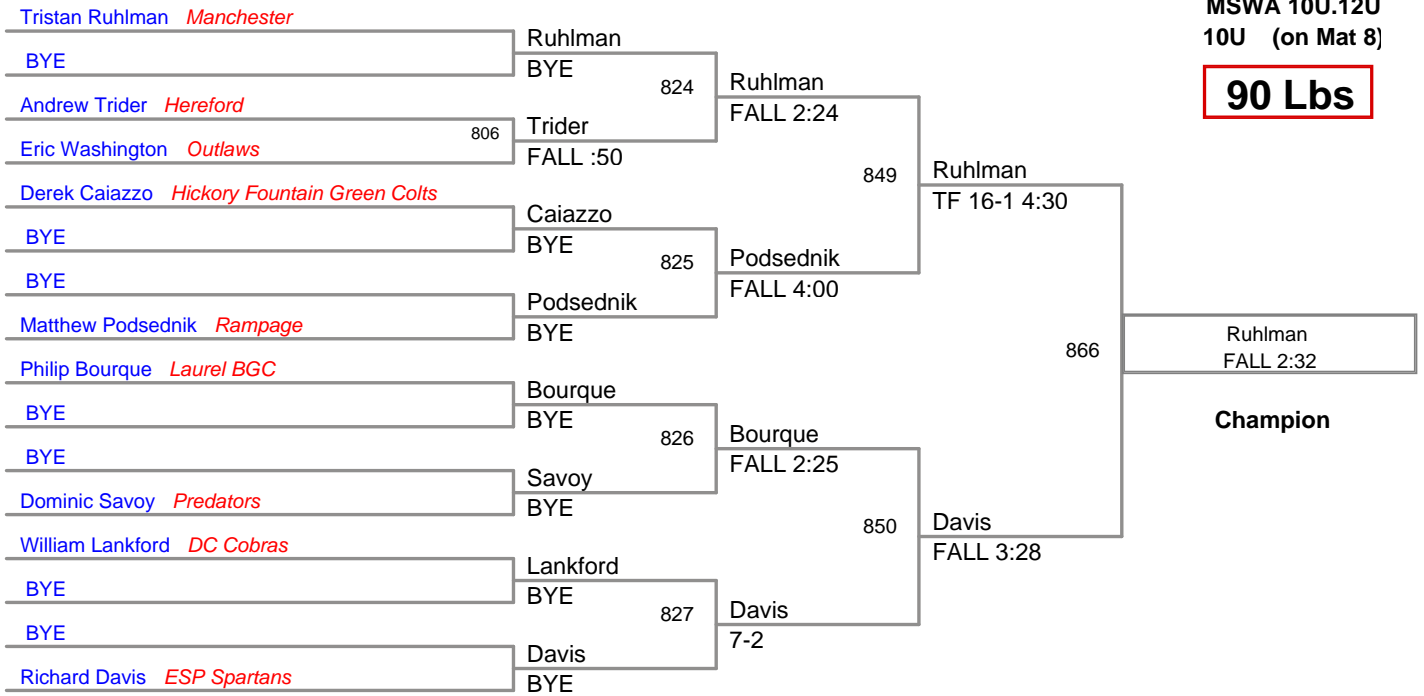 MSWA 10U.12U
10U (on Mat 8)
90 Lbs
Tristan Ruhlman Manchester
BYE
Andrew Trider Hereford
Eric Washington Outlaws
Derek Caiazzo Hickory Fountain Green Colts
BYE
BYE
Matthew Podsednik Rampage
Philip Bourque Laurel BGC
BYE
BYE
Dominic Savoy Predators
William Lankford DC Cobras
BYE
BYE
Richard Davis ESP Spartans
806
Ruhlman
BYE
Trider
FALL :50
Caiazzo
BYE
Podsednik
BYE
Bourque
BYE
Savoy
BYE
Lankford
BYE
Davis
BYE
824
825
826
827
Ruhlman
FALL 2:24
Podsednik
FALL 4:00
Bourque
FALL 2:25
Davis
7-2
849
850
Ruhlman
TF 16-1 4:30
Davis
FALL 3:28
866
Ruhlman
FALL 2:32
Champion